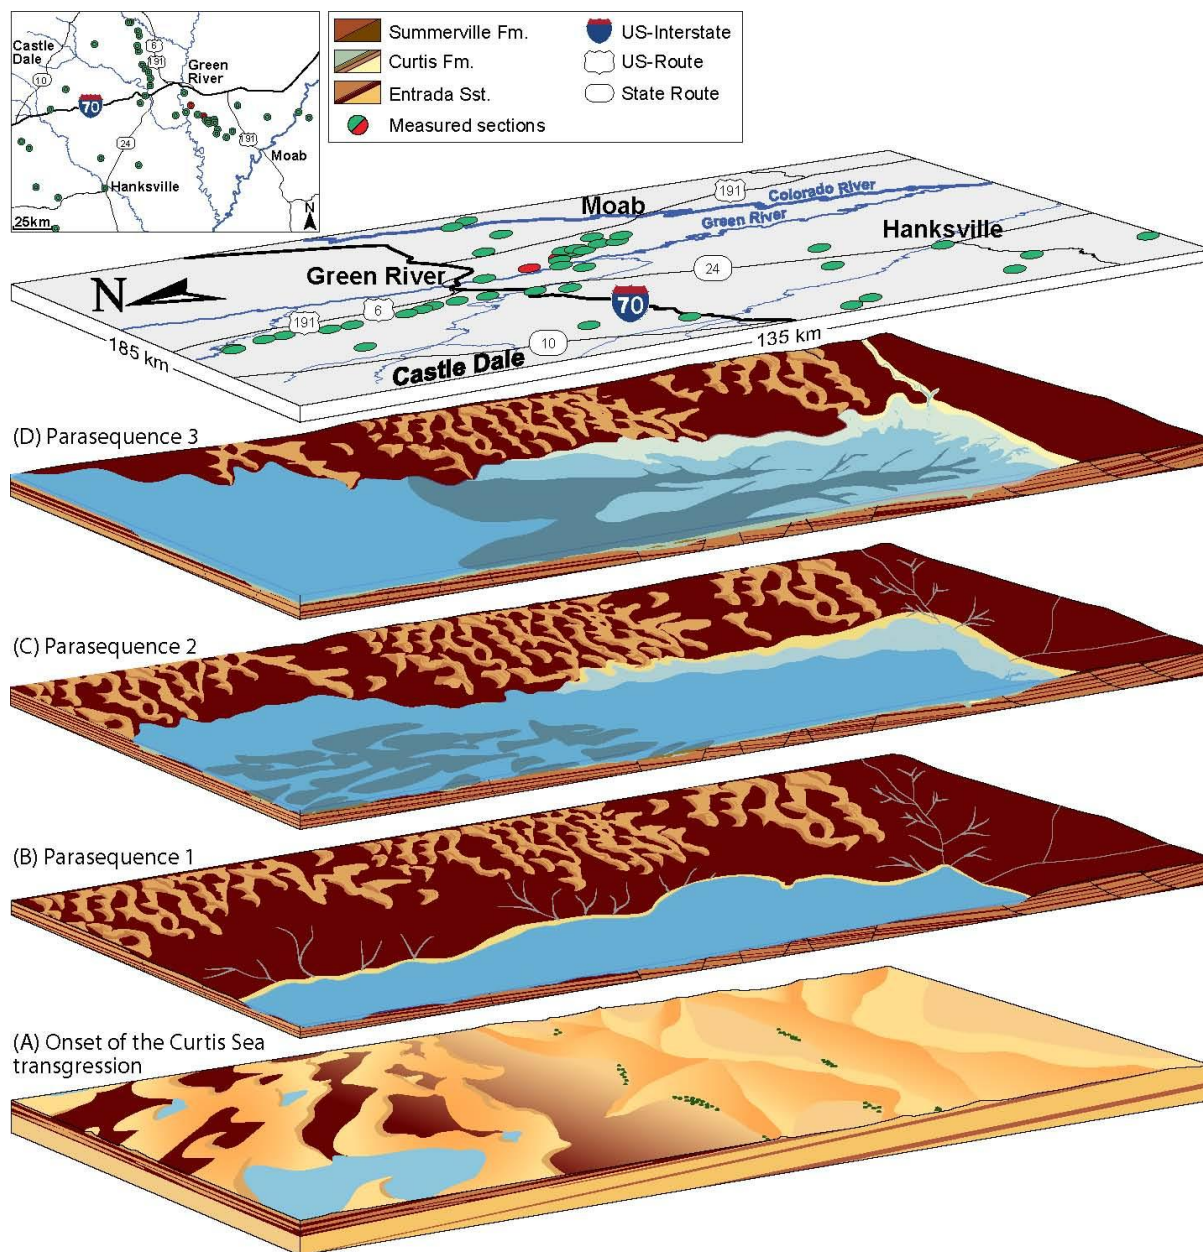 Castle
Dale
6
191
Green
River
10
70
24
191
Moab
Hanksville
25km
N
Summerville Fm.
Curtis Fm.
Entrada Sst.
Measured sections
US-Interstate
US-Route
State Route
191
Colorado River
Moab
Green River
Hanksville
Green River
24
N
70
6
191
10
Castle Dale
185 km
135 km
(D) Parasequence 3
(C) Parasequence 2
(B) Parasequence 1
(A) Onset of the Curtis Sea
transgression